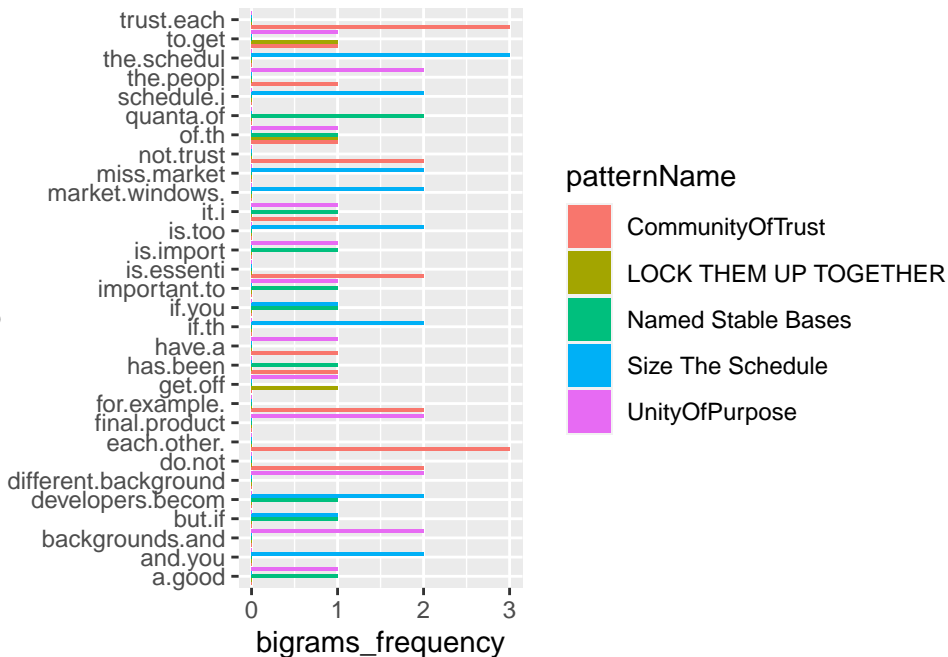 trust.each
to.get
the.schedul
the.peopl
schedule.i
quanta.of
of.th
not.trust
miss.market
market.windows.
it.i
is.too
is.import
is.essenti
important.to
if.you
if.th
have.a
has.been
get.off
for.example.
final.product
each.other.
do.not
different.background
developers.becom
but.if
backgrounds.and
and.you
a.good
0 1 2 3
bigrams_frequency
patternName
CommunityOfTrust
LOCK THEM UP TOGETHER
Named Stable Bases
Size The Schedule
UnityOfPurpose